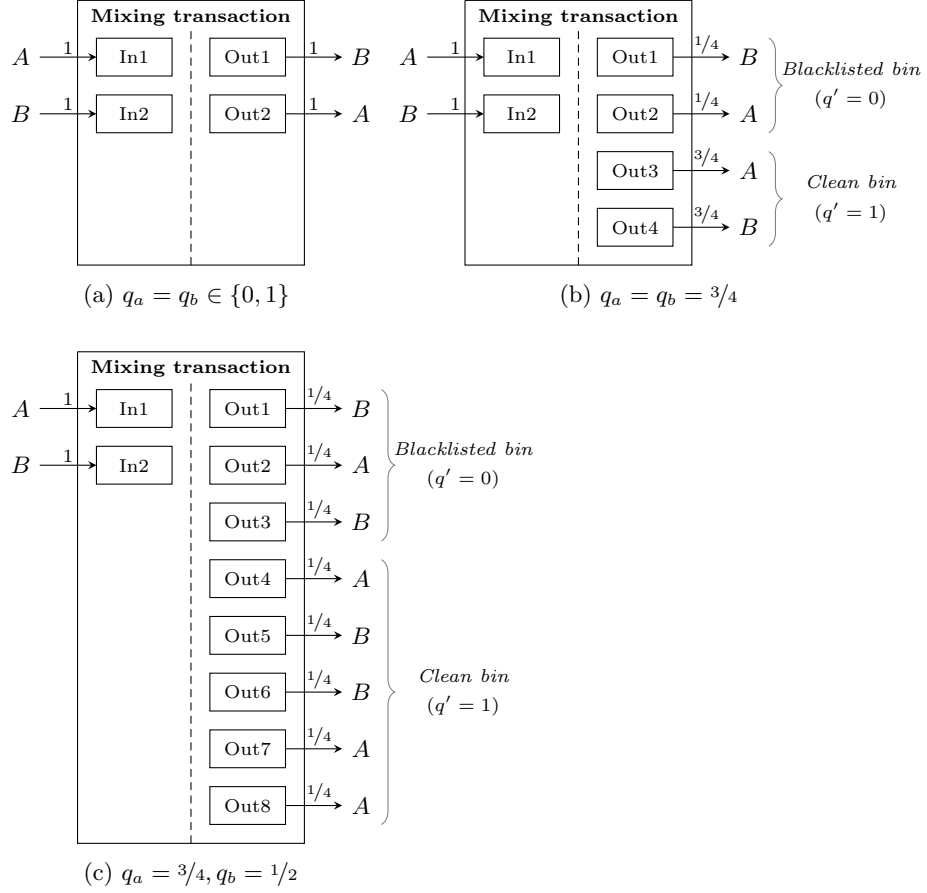 Mixing transaction
A 1 In1 Out1 1 B
B 1 In2 Out2 1 A
(a) q_a = q_b ∈ {0, 1}
Mixing transaction
A 1 In1 Out1 1/4 B
B 1 In2 Out2 1/4 A
Out3 3/4 A
Out4 3/4 B
Blacklisted bin
(q′ = 0)
Clean bin
(q′ = 1)
(b) q_a = q_b = 3/4
Mixing transaction
A 1 In1 Out1 1/4 B
B 1 In2 Out2 1/4 A
Out3 1/4 B
Out4 1/4 A
Out5 1/4 B
Out6 1/4 B
Out7 1/4 A
Out8 1/4 A
Blacklisted bin
(q′ = 0)
Clean bin
(q′ = 1)
(c) q_a = 3/4, q_b = 1/2